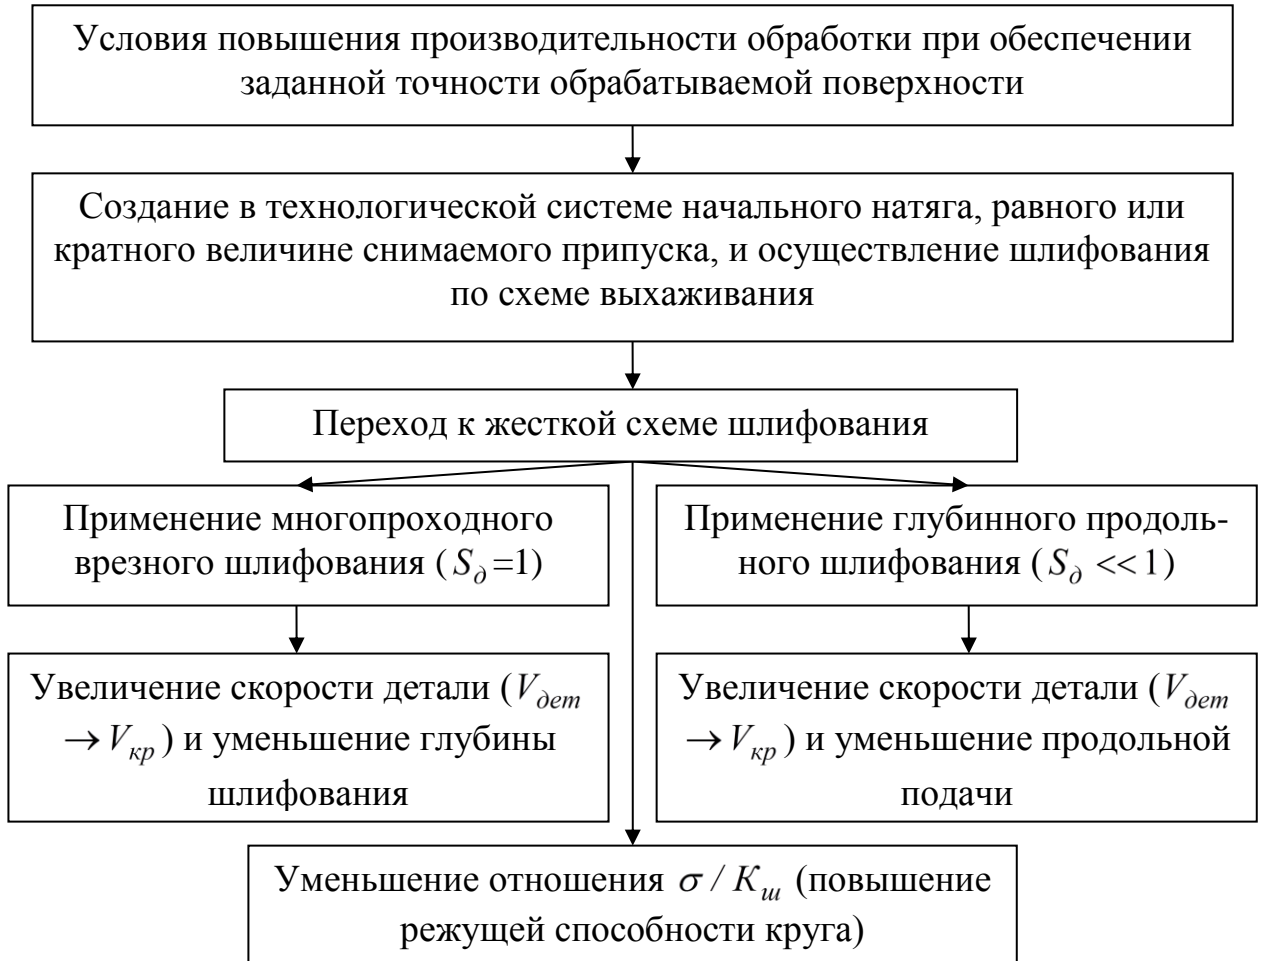 Условия повышения производительности обработки при обеспечении
заданной точности обрабатываемой поверхности
Создание в технологической системе начального натяга, равного или
кратного величине снимаемого припуска, и осуществление шлифования
по схеме выхаживания
Переход к жесткой схеме шлифования
Применение многопроходного
врезного шлифования ( S_д =1)
Применение глубинного продоль-
ного шлифования ( S_д << 1)
Увеличение скорости детали (V_дет
→ V_кр ) и уменьшение глубины
шлифования
Увеличение скорости детали (V_дет
→ V_кр ) и уменьшение продольной
подачи
Уменьшение отношения σ / K_ш (повышение
режущей способности круга)